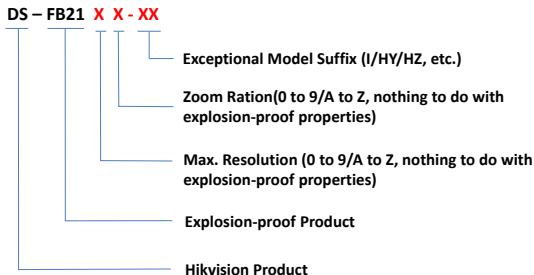 DS – FB21 X X - XX
Exceptional Model Suffix (I/HY/HZ, etc.)
Zoom Ration(0 to 9/A to Z, nothing to do with
explosion-proof properties)
Max. Resolution (0 to 9/A to Z, nothing to do with
explosion-proof properties)
Explosion-proof Product
Hikvision Product